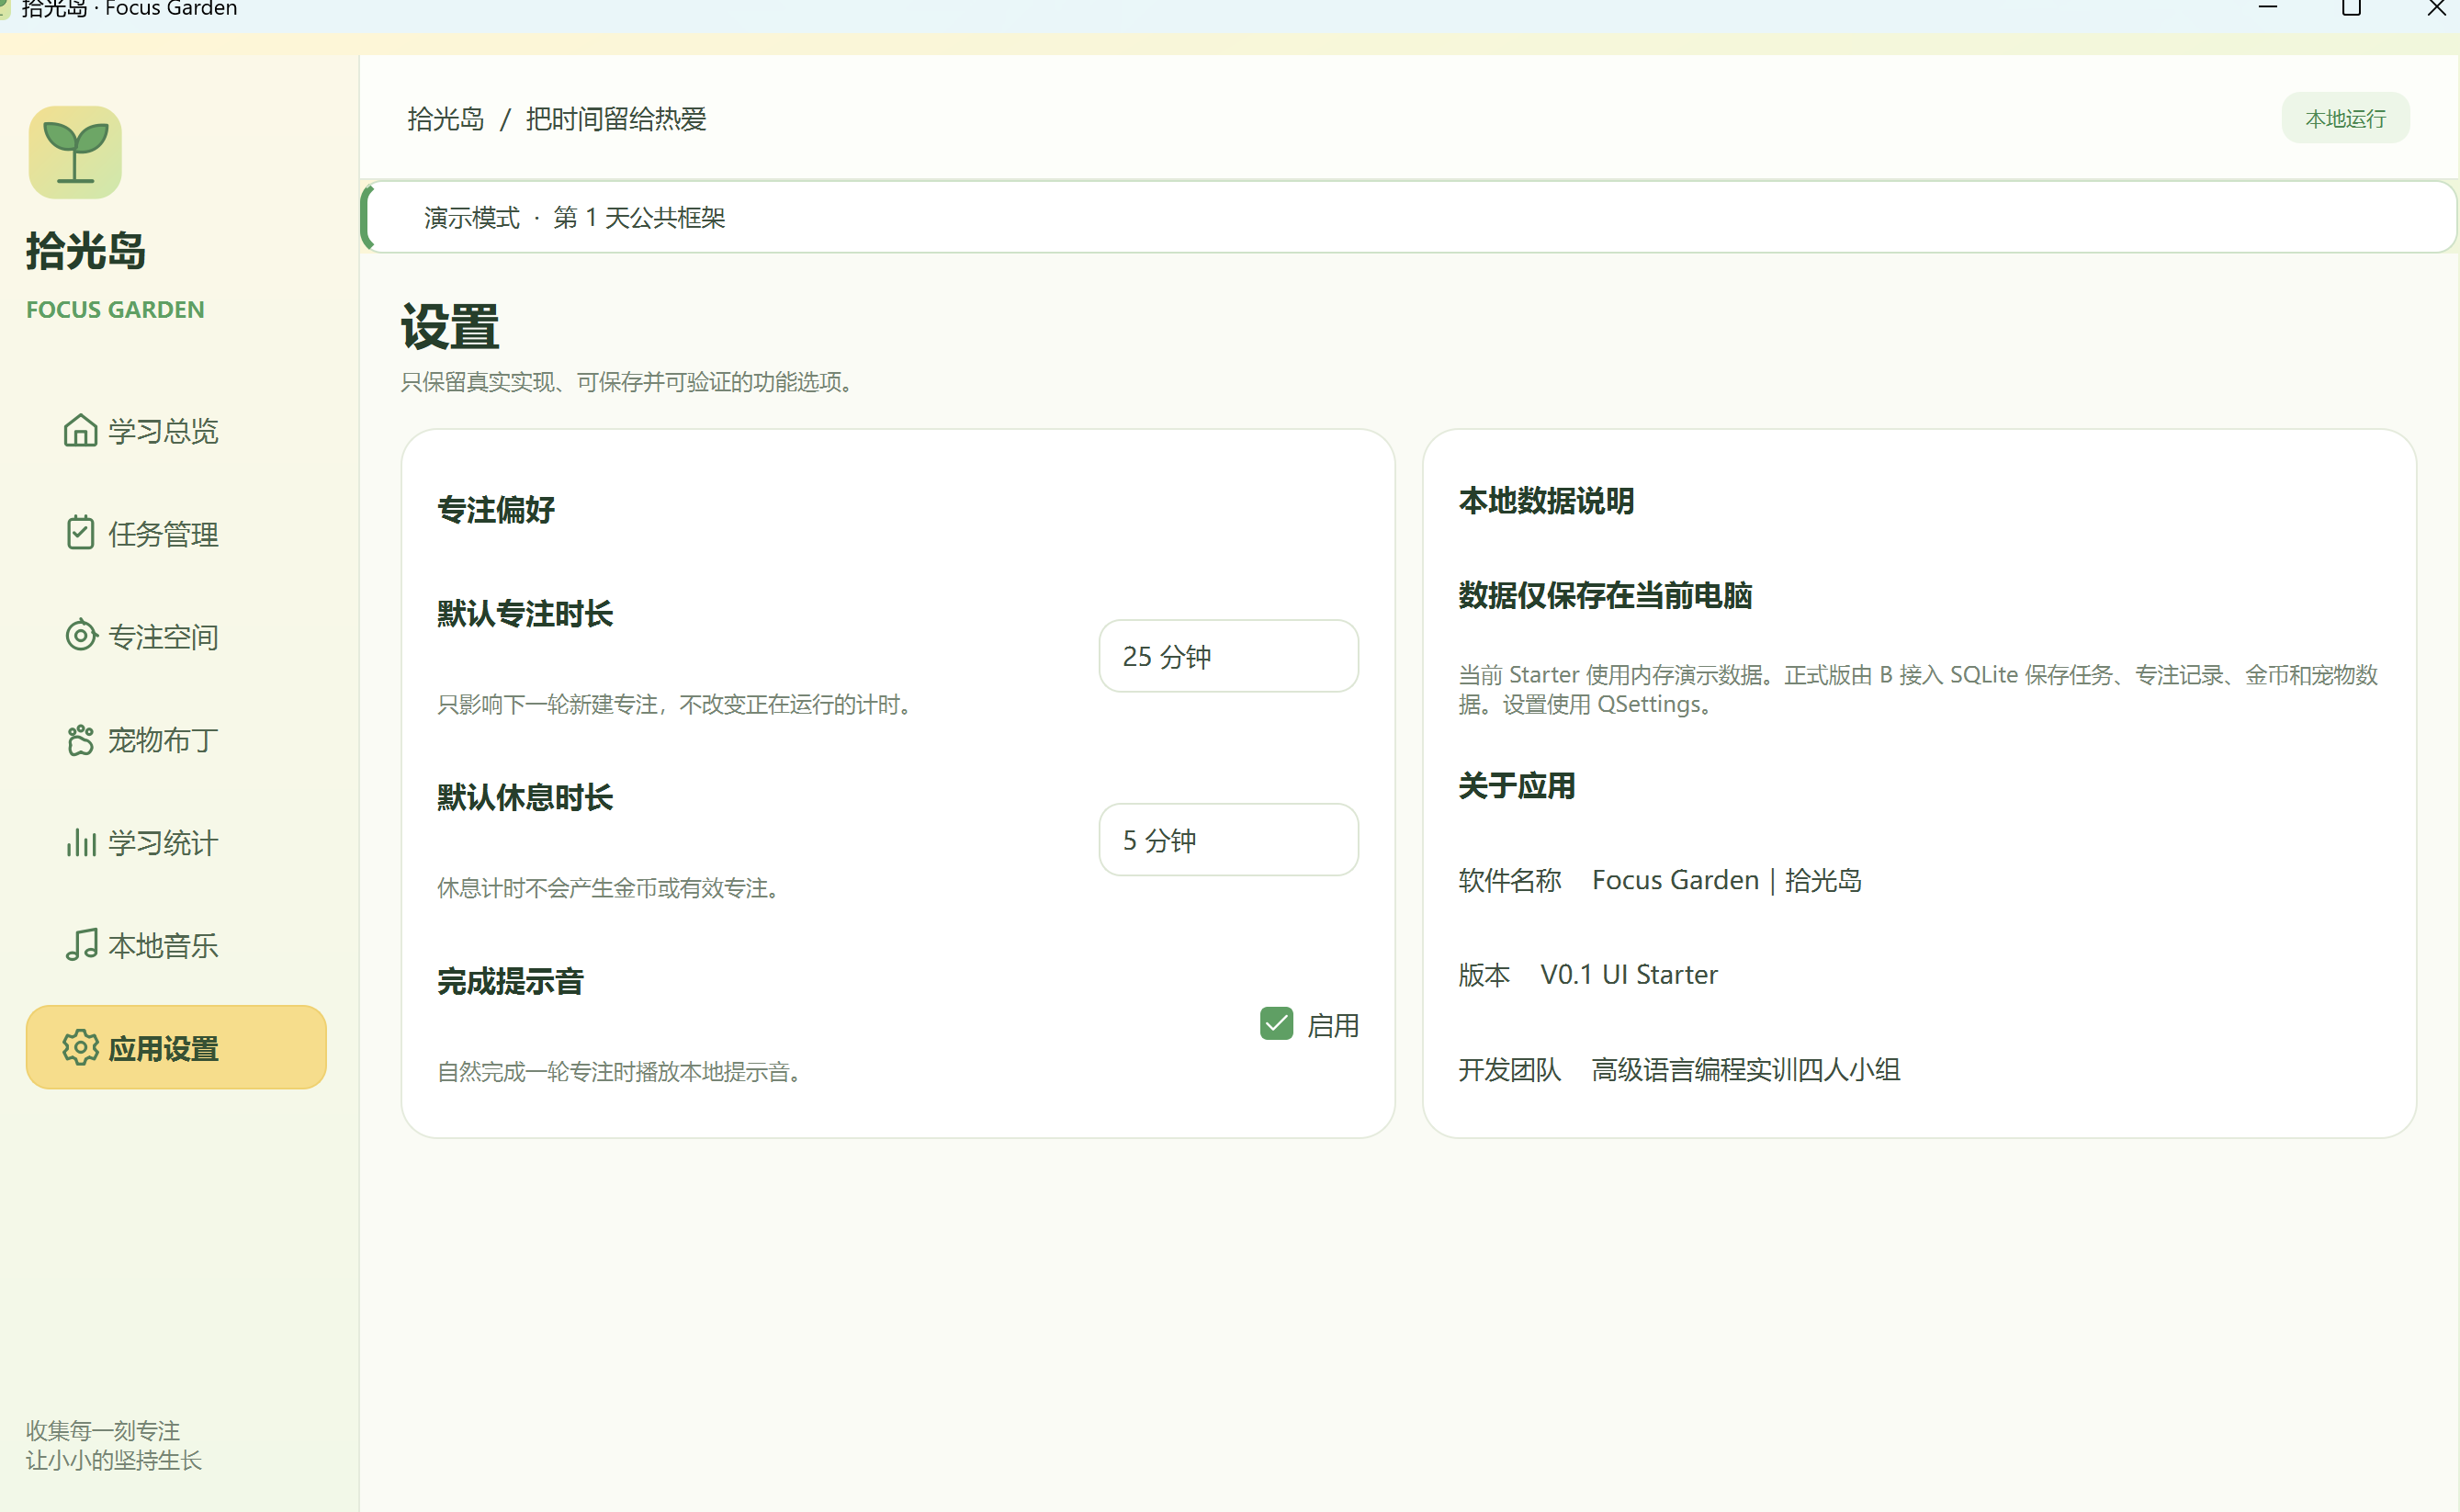 拾光岛 · Focus Garden
拾光岛
FOCUS GARDEN
学习总览
任务管理
专注空间
宠物布丁
学习统计
本地音乐
应用设置
收集每一刻专注
让小小的坚持生长
拾光岛 / 把时间留给热爱
本地运行
演示模式 · 第 1 天公共框架
设置
只保留真实实现、可保存并可验证的功能选项。
专注偏好
默认专注时长
25 分钟
只影响下一轮新建专注，不改变正在运行的计时。
默认休息时长
5 分钟
休息计时不会产生金币或有效专注。
完成提示音
启用
自然完成一轮专注时播放本地提示音。
本地数据说明
数据仅保存在当前电脑
当前 Starter 使用内存演示数据。正式版由 B 接入 SQLite 保存任务、专注记录、金币和宠物数
据。设置使用 QSettings。
关于应用
软件名称 Focus Garden｜拾光岛
版本 V0.1 UI Starter
开发团队 高级语言编程实训四人小组